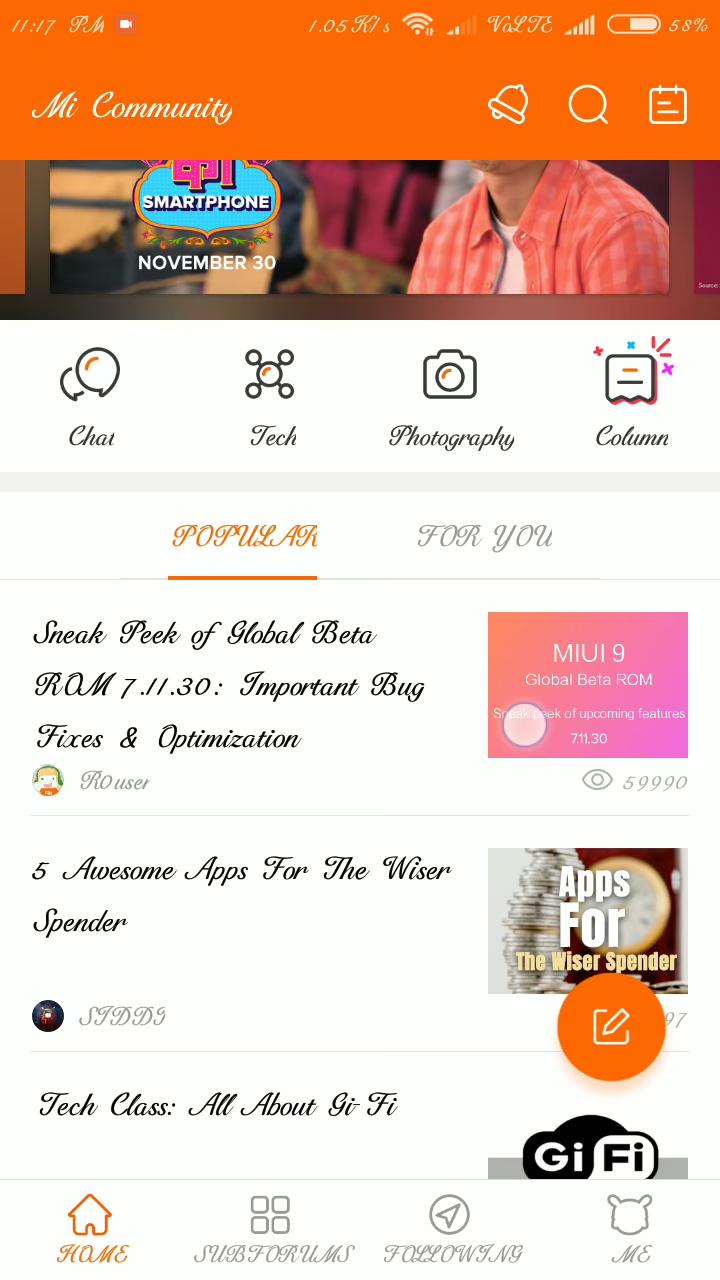 11:17 PM 1.05 K/s VoLTE 58%
Mi Community
का
SMARTPHONE
NOVEMBER 30
Source:
Chat Tech Photography Column
POPULAR FOR YOU
Sneak Peek of Global Beta
ROM 7.11.30: Important Bug
Fixes & Optimization
MIUI 9
Global Beta ROM
Sneak peek of upcoming features
7.11.30
R0user 59990
5 Awesome Apps For The Wiser
Spender
Apps
For
The Wiser Spender
SIDDI 97
Tech Class: All About Gi-Fi
Gi Fi
HOME SUBFORUMS FOLLOWING ME